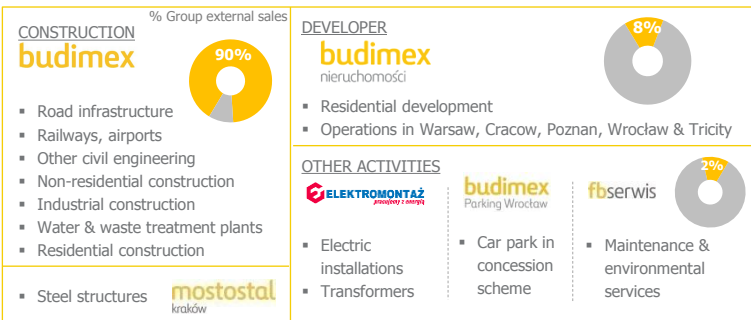 % Group external sales
CONSTRUCTION
budimex
90%
▪ Road infrastructure
▪ Railways, airports
▪ Other civil engineering
▪ Non-residential construction
▪ Industrial construction
▪ Water & waste treatment plants
▪ Residential construction
▪ Steel structures
mostostal
kraków
DEVELOPER
budimex
nieruchomości
8%
▪ Residential development
▪ Operations in Warsaw, Cracow, Poznan, Wrocław & Tricity
OTHER ACTIVITIES
ELEKTROMONTAŻ
pracujemy z energią
▪ Electric
installations
▪ Transformers
budimex
Parking Wrocław
▪ Car park in
concession
scheme
fbserwis
2%
▪ Maintenance &
environmental
services